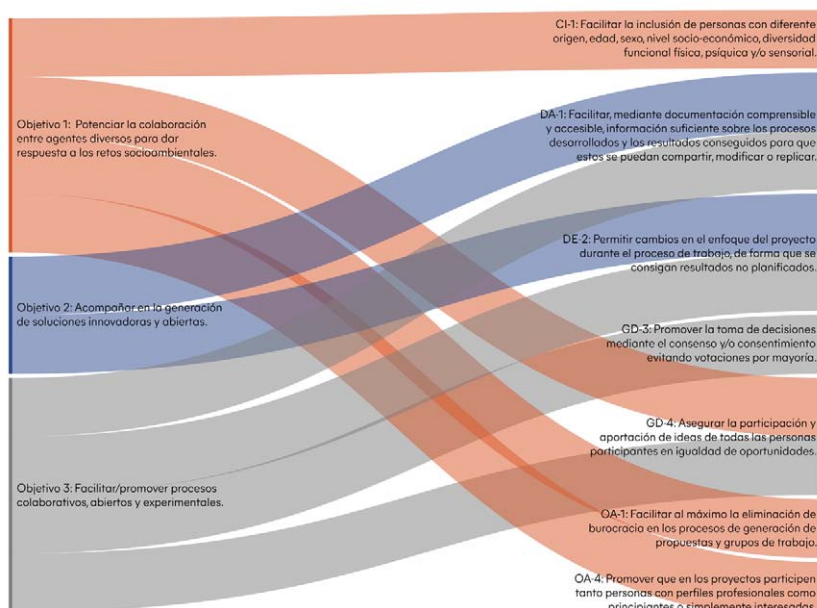 Objetivo 1: Potenciar la colaboración
entre agentes diversos para dar
respuesta a los retos socioambientales.
Objetivo 2: Acompañar en la generación
de soluciones innovadoras y abiertas.
Objetivo 3: Facilitar/promover procesos
colaborativos, abiertos y experimentales.
CI-1: Facilitar la inclusión de personas con diferente
origen, edad, sexo, nivel socio-económico, diversidad
funcional física, psíquica y/o sensorial.
DA-1: Facilitar, mediante documentación comprensible
y accesible, información suficiente sobre los procesos
desarrollados y los resultados conseguidos para que
estos se puedan compartir, modificar o replicar.
DE-2: Permitir cambios en el enfoque del proyecto
durante el proceso de trabajo, de forma que se
consigan resultados no planificados.
GD-3: Promover la toma de decisiones
mediante el consenso y/o consentimiento
evitando votaciones por mayoría.
GD-4: Asegurar la participación y
aportación de ideas de todas las personas
participantes en igualdad de oportunidades.
OA-1: Facilitar al máximo la eliminación de
burocracia en los procesos de generación de
propuestas y grupos de trabajo.
OA-4: Promover que en los proyectos participen
tanto personas con perfiles profesionales como
principiantes o simplemente interesadas.